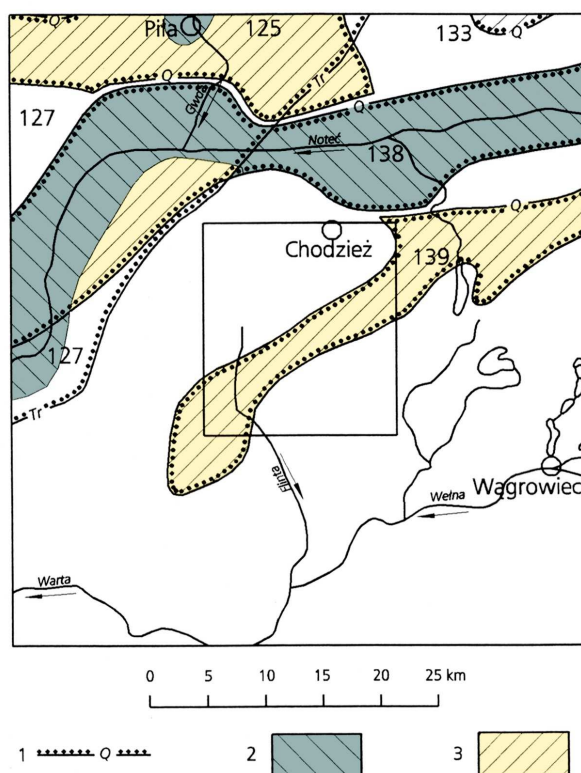 Q
Piła
125
133
Q
127
Gwda
Q
Tr
Q
Noteć
138
Q
Chodzież
139
127
Tr
Flinta
Wągrowiec
Wełna
Warta
0 5 10 15 20 25 km
1 Q 2 3